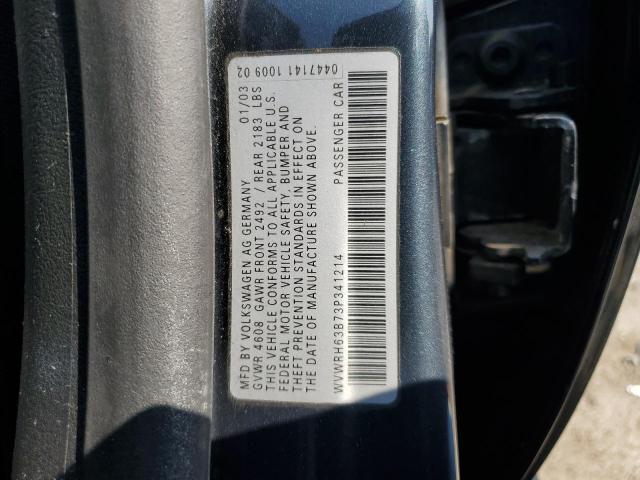 MFD BY VOLKSWAGEN AG GERMANY 01/03
GVWR 4608 GAWR FRONT 2492 / REAR 2183 LBS
THIS VEHICLE CONFORMS TO ALL APPLICABLE U.S.
FEDERAL MOTOR VEHICLE SAFETY, BUMPER AND
THEFT PREVENTION STANDARDS IN EFFECT ON
THE DATE OF MANUFACTURE SHOWN ABOVE.
WVWRH63B73P341214 PASSENGER CAR
0447141 1009 02